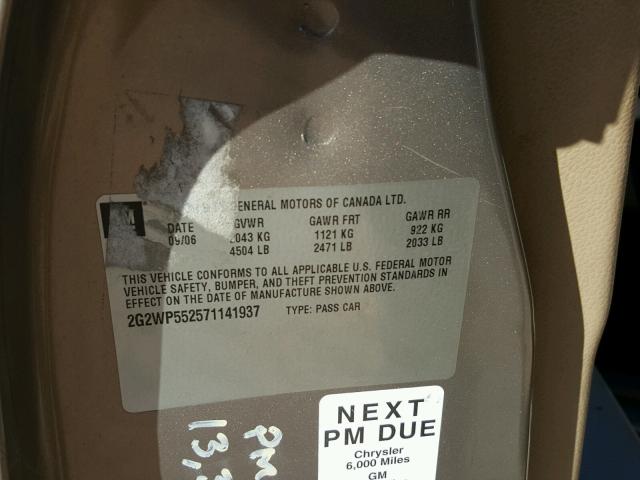 GENERAL MOTORS OF CANADA LTD.
DATE GVWR GAWR FRT GAWR RR
09/06 2043 KG 1121 KG 922 KG
4504 LB 2471 LB 2033 LB
THIS VEHICLE CONFORMS TO ALL APPLICABLE U.S. FEDERAL MOTOR
VEHICLE SAFETY, BUMPER, AND THEFT PREVENTION STANDARDS IN
EFFECT ON THE DATE OF MANUFACTURE SHOWN ABOVE.
2G2WP552571141937 TYPE: PASS CAR
NEXT
PM DUE
Chrysler
6,000 Miles
GM
PM
13,